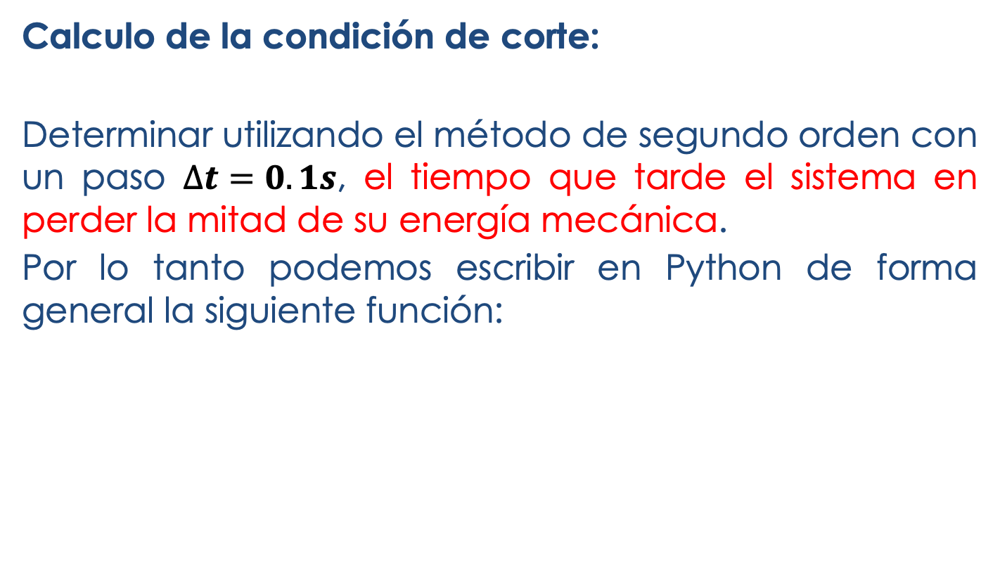 Calculo de la condición de corte:
Determinar utilizando el método de segundo orden con
un paso Δt = 0.1s, el tiempo que tarde el sistema en
perder la mitad de su energía mecánica.
Por lo tanto podemos escribir en Python de forma
general la siguiente función: